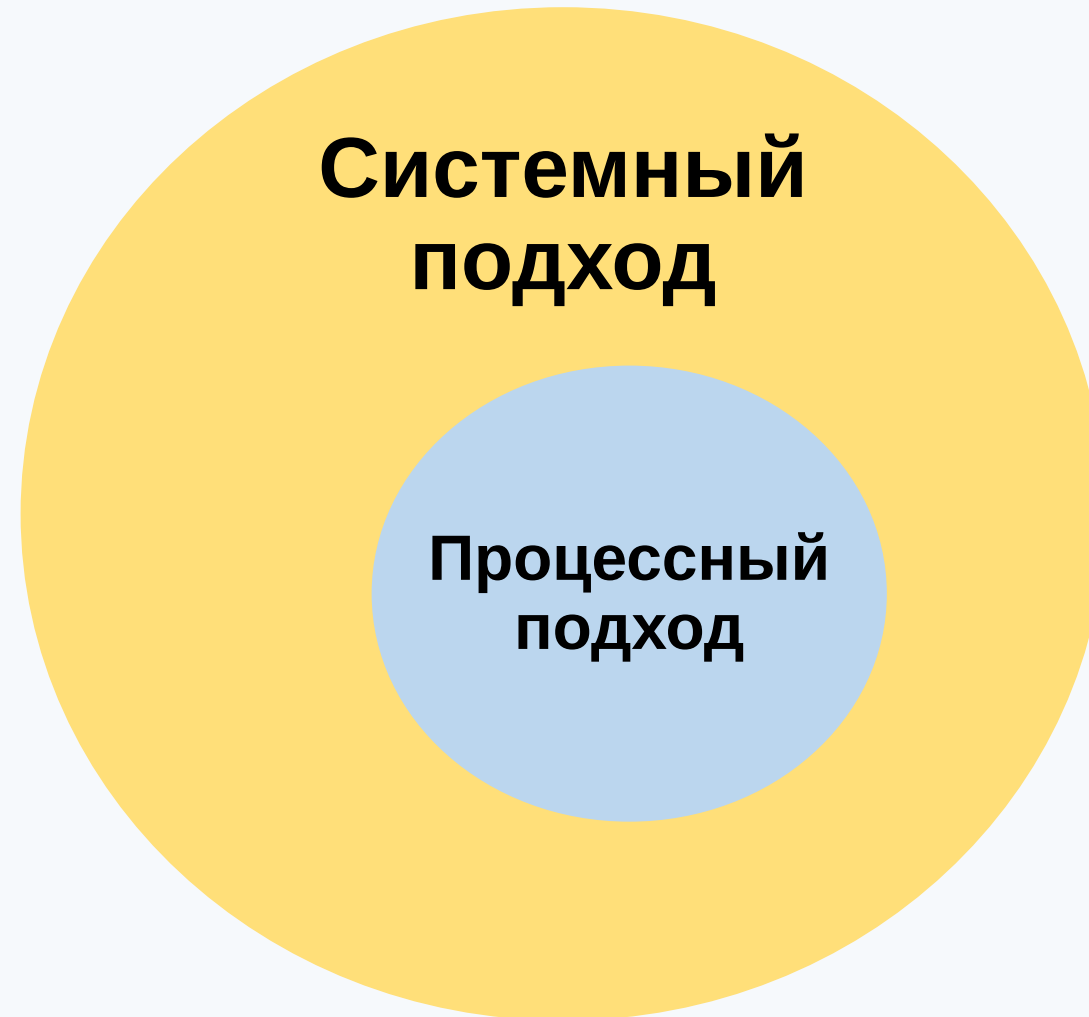 Системный
подход
Процессный
подход